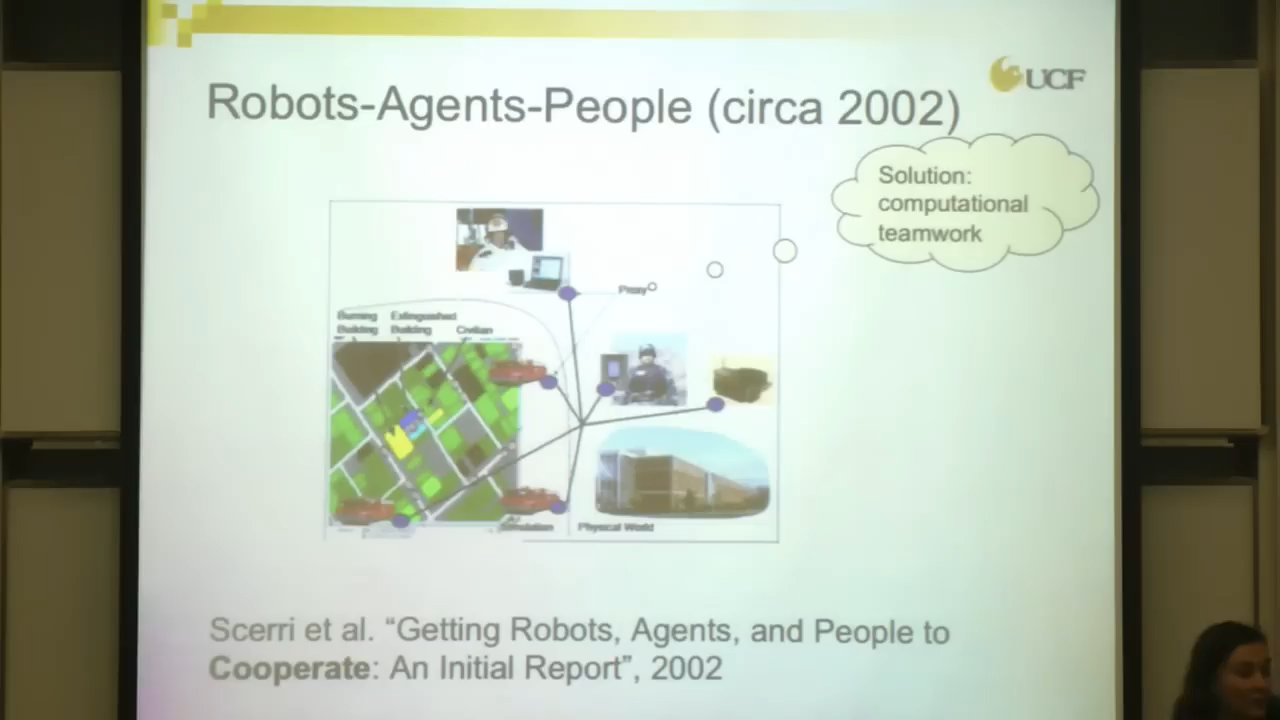 UCF
Robots-Agents-People (circa 2002)
Solution:
computational
teamwork
Proxy
Burning Extinguished
Building Building Civilian
Simulation Physical World
Scerri et al. “Getting Robots, Agents, and People to
Cooperate: An Initial Report”, 2002